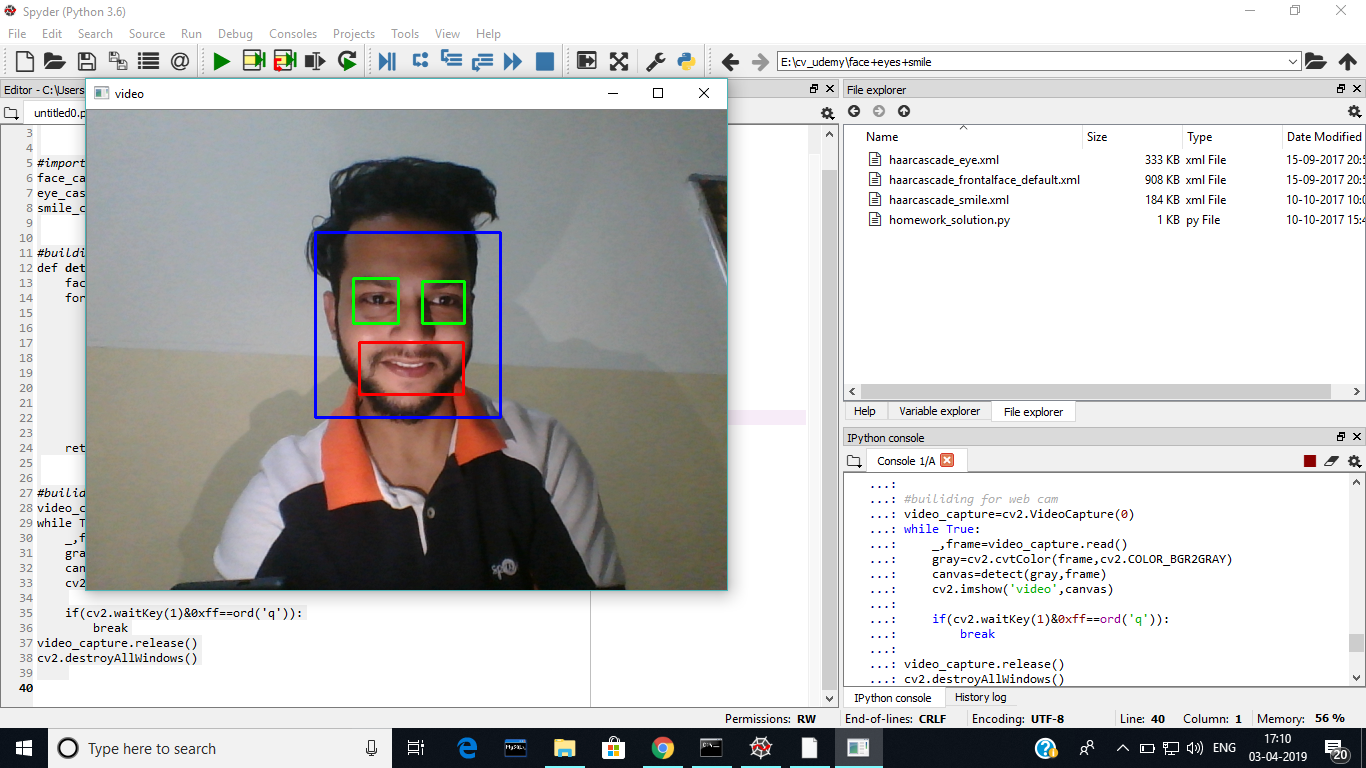 Spyder (Python 3.6)
File Edit Search Source Run Debug Consoles Projects Tools View Help
E:\cv_udemy\face+eyes+smile
Editor - C:\Users
untitled0.p
video
3
4
5 #import
6 face_ca
7 eye_cas
8 smile_c
9
10
11 #buildi
12 def det
13 fac
14 for
15
16
17
18
19
20
21
22
23
24 ret
25
26
27 #builid
28 video_c
29 while T
30 _,f
31 gra
32 can
33 cv2
34
35 if(cv2.waitKey(1)&0xff==ord('q')):
36 break
37 video_capture.release()
38 cv2.destroyAllWindows()
39
40
File explorer
Name Size Type Date Modified
haarcascade_eye.xml 333 KB xml File 15-09-2017 20:5
haarcascade_frontalface_default.xml 908 KB xml File 15-09-2017 20:5
haarcascade_smile.xml 184 KB xml File 10-10-2017 10:0
homework_solution.py 1 KB py File 10-10-2017 15:4
Help Variable explorer File explorer
IPython console
Console 1/A
...:
...: #builiding for web cam
...: video_capture=cv2.VideoCapture(0)
...: while True:
...: _,frame=video_capture.read()
...: gray=cv2.cvtColor(frame,cv2.COLOR_BGR2GRAY)
...: canvas=detect(gray,frame)
...: cv2.imshow('video',canvas)
...:
...: if(cv2.waitKey(1)&0xff==ord('q')):
...: break
...:
...: video_capture.release()
...: cv2.destroyAllWindows()
IPython console History log
Permissions: RW End-of-lines: CRLF Encoding: UTF-8 Line: 40 Column: 1 Memory: 56 %
Type here to search
ENG
17:10
03-04-2019
20